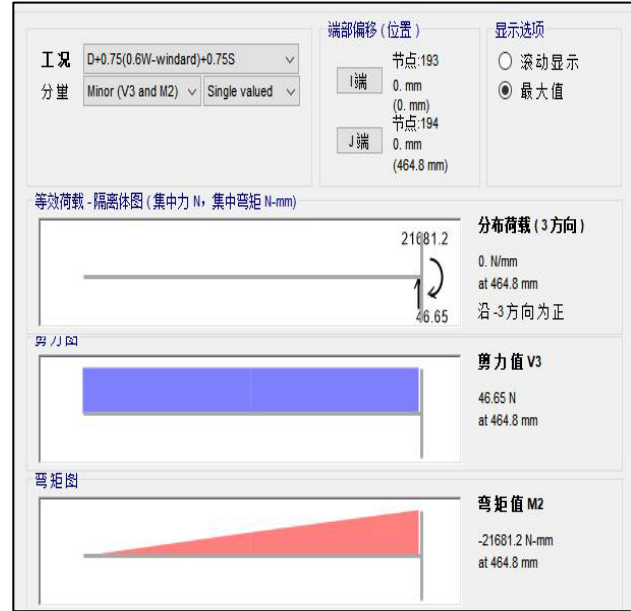 端部偏移 (位置)
显示选项
工况
D+0.75(0.6W-windard)+0.75S
分量
Minor (V3 and M2)
Single valued
I端
节点:193
0. mm
(0. mm)
J端
节点:194
0. mm
(464.8 mm)
滚动显示
最大值
等效荷载 - 隔离体图 (集中力 N，集中弯矩 N-mm)
21681.2
46.65
分布荷载 (3方向)
0. N/mm
at 464.8 mm
沿 -3方向为正
剪力图
剪力值 V3
46.65 N
at 464.8 mm
弯矩图
弯矩值 M2
-21681.2 N-mm
at 464.8 mm